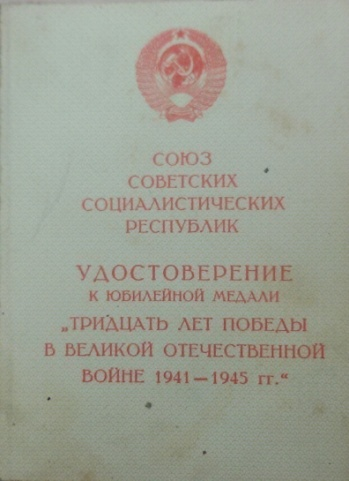 СОЮЗ
СОВЕТСКИХ
СОЦИАЛИСТИЧЕСКИХ
РЕСПУБЛИК
УДОСТОВЕРЕНИЕ
К ЮБИЛЕЙНОЙ МЕДАЛИ
„ТРИДЦАТЬ ЛЕТ ПОБЕДЫ
В ВЕЛИКОЙ ОТЕЧЕСТВЕННОЙ
ВОЙНЕ 1941—1945 гг.“